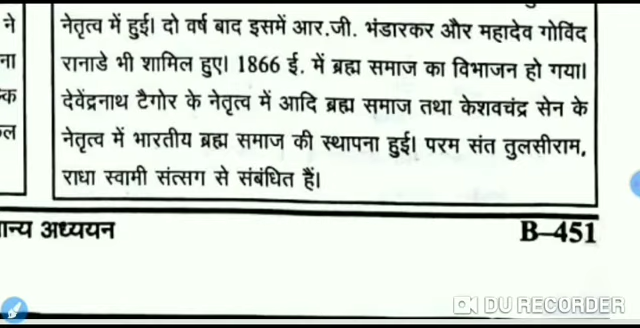 ने
ना
नेतृत्व में हुई। दो वर्ष बाद इसमें आर.जी. भंडारकर और महादेव गोविंद
रानाडे भी शामिल हुए। 1866 ई. में ब्रह्म समाज का विभाजन हो गया।
देवेंद्रनाथ टैगोर के नेतृत्व में आदि ब्रह्म समाज तथा केशवचंद्र सेन के
नेतृत्व में भारतीय ब्रह्म समाज की स्थापना हुई। परम संत तुलसीराम,
राधा स्वामी संत्सग से संबंधित हैं।
ान्य अध्ययन
B–451
DU RECORDER